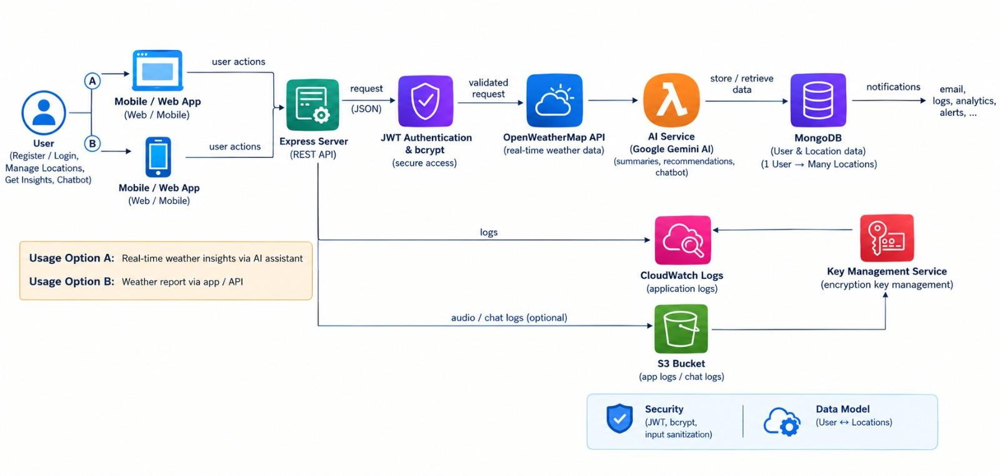 A
user actions
Mobile / Web App
(Web / Mobile)
B
user actions
Mobile / Web App
(Web / Mobile)
User
(Register / Login,
Manage Locations,
Get Insights, Chatbot)
Express Server
(REST API)
request
(JSON)
JWT Authentication
& bcrypt
(secure access)
validated
request
OpenWeatherMap API
(real-time weather data)
AI Service
(Google Gemini AI)
(summaries, recommendations,
chatbot)
store / retrieve
data
MongoDB
(User & Location data)
(1 User → Many Locations)
notifications
email,
logs, analytics,
alerts, ...
Usage Option A: Real-time weather insights via AI assistant
Usage Option B: Weather report via app / API
logs
CloudWatch Logs
(application logs)
Key Management Service
(encryption key management)
audio / chat logs (optional)
S3 Bucket
(app logs / chat logs)
Security
(JWT, bcrypt,
input sanitization)
Data Model
(User ↔ Locations)